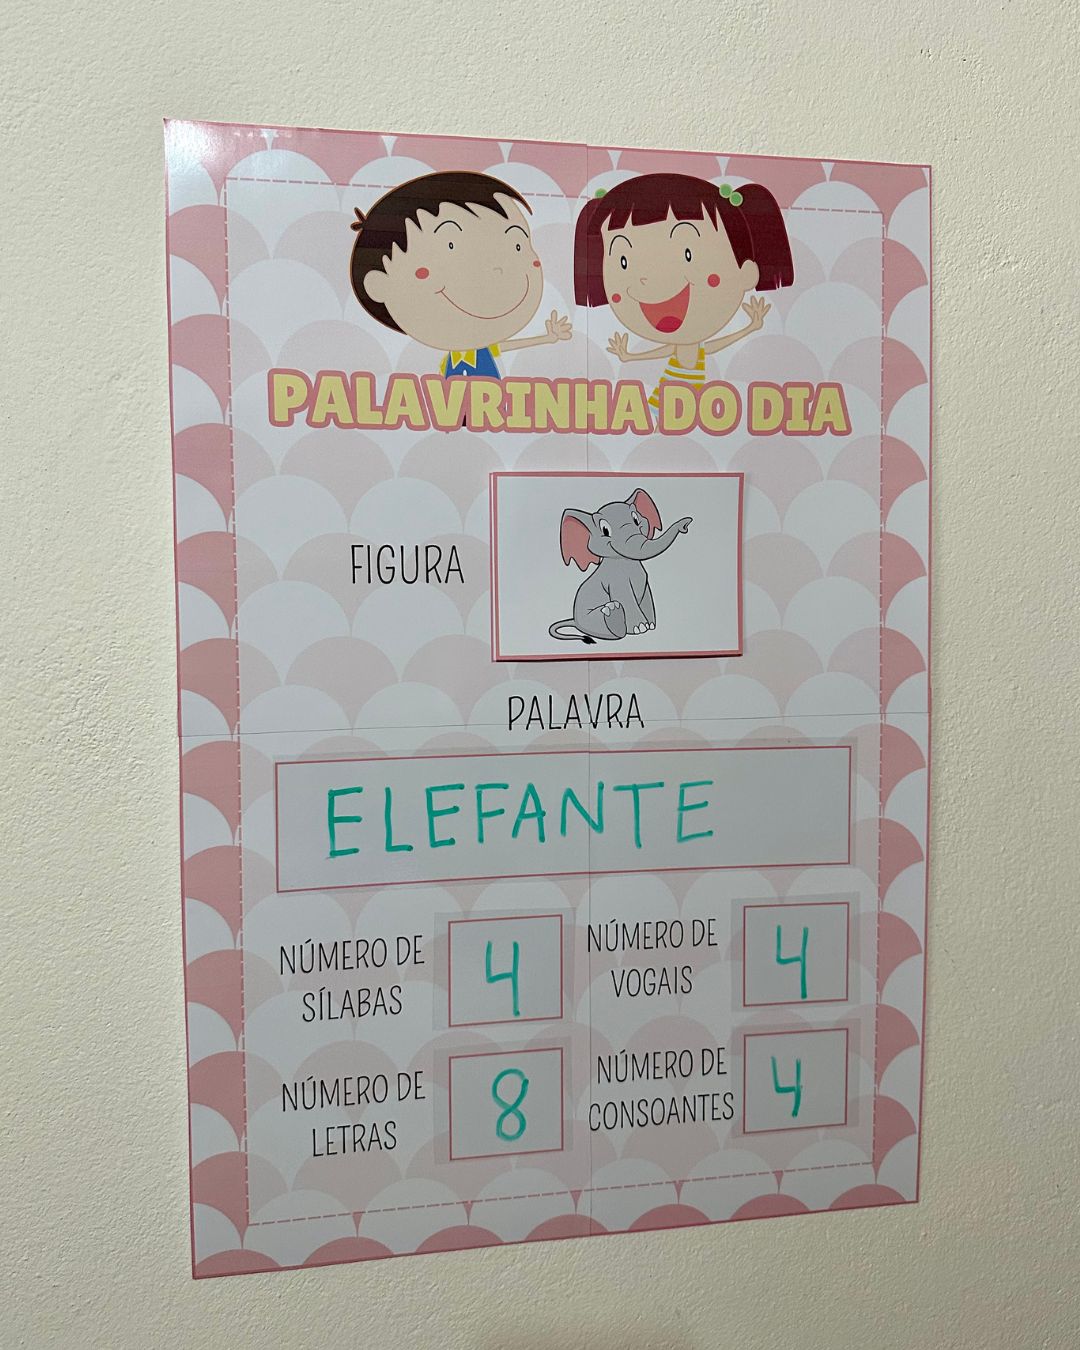 PALAVRINHA DO DIA
FIGURA
PALAVRA
ELEFANTE
NÚMERO DE
SÍLABAS
4
NÚMERO DE
VOGAIS
4
NÚMERO DE
LETRAS
8
NÚMERO DE
CONSOANTES
4